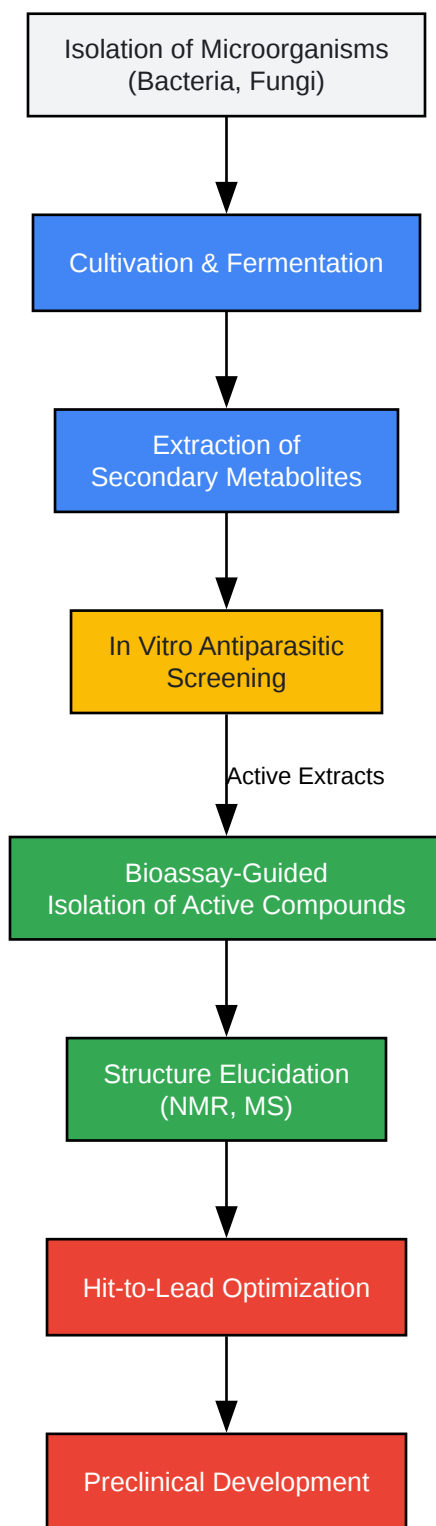 Isolation of Microorganisms
(Bacteria, Fungi)
Cultivation & Fermentation
Extraction of
Secondary Metabolites
In Vitro Antiparasitic
Screening
Active Extracts
Bioassay-Guided
Isolation of Active Compounds
Structure Elucidation
(NMR, MS)
Hit-to-Lead Optimization
Preclinical Development